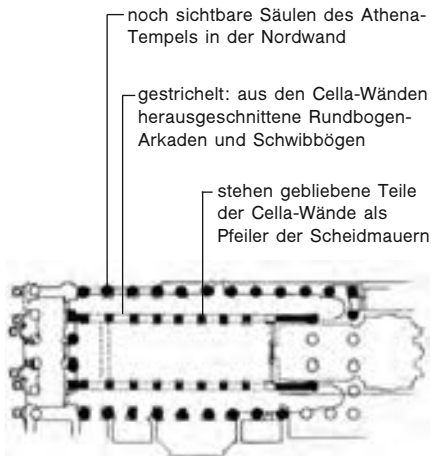 noch sichtbare Säulen des Athena-
Tempels in der Nordwand
gestrichelt: aus den Cella-Wänden
herausgeschnittene Rundbogen-
Arkaden und Schwibbögen
stehen gebliebene Teile
der Cella-Wände als
Pfeiler der Scheidmauern